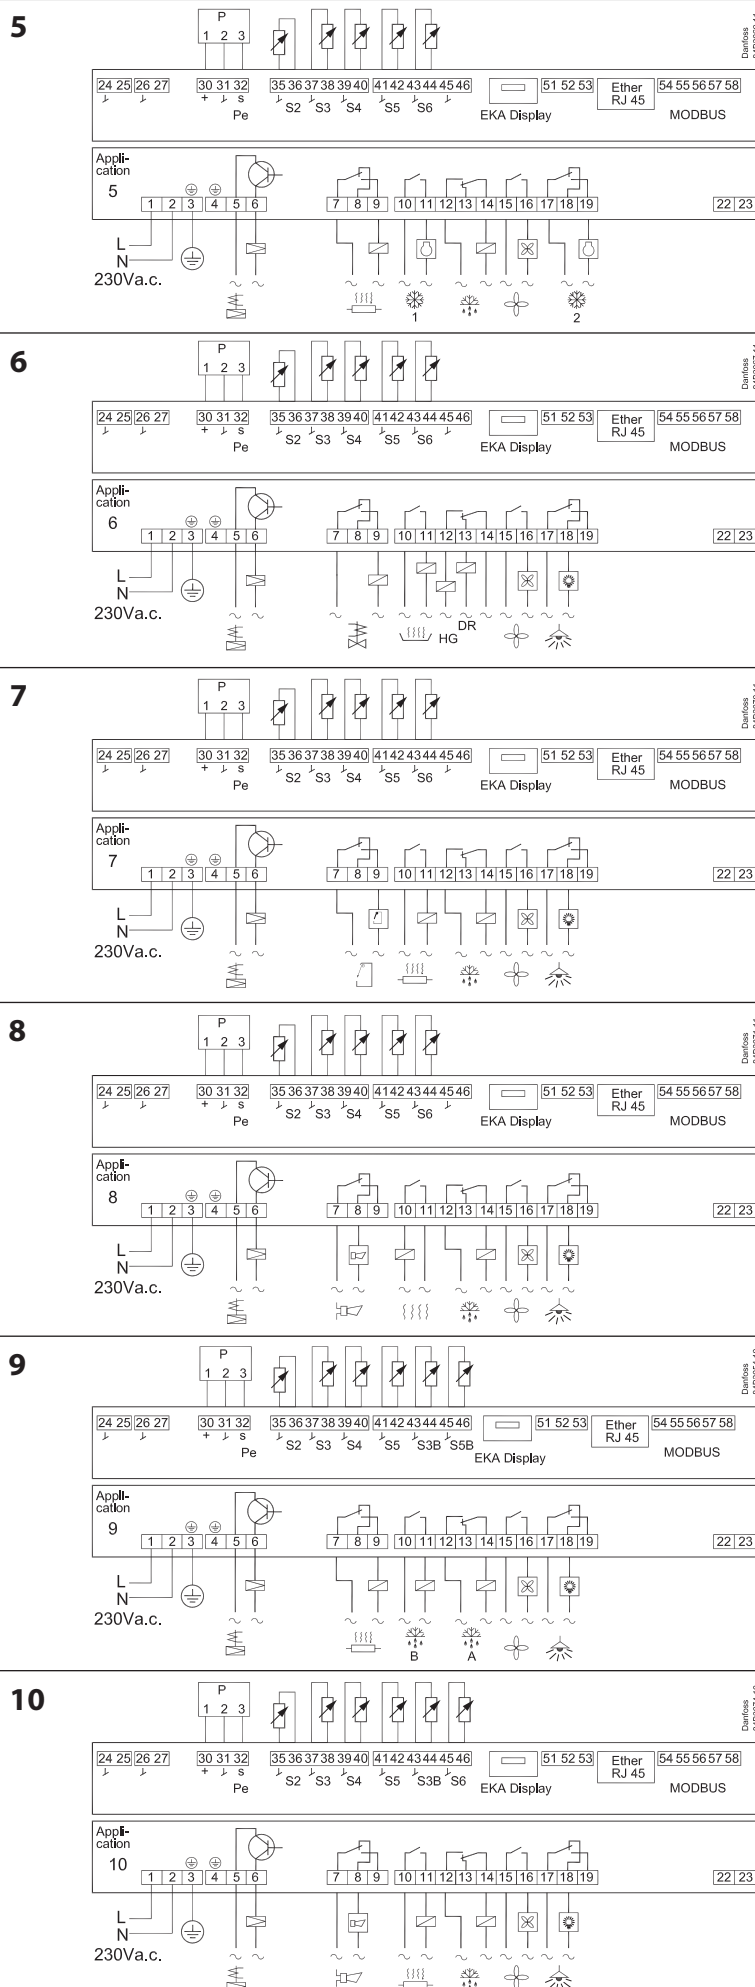 5
P
1 2 3
24 25 26 27 30 31 32 35 36 37 38 39 40 41 42 43 44 45 46 51 52 53 Ether RJ 45 54 55 56 57 58
+ s S2 S3 S4 S5 S6
Pe EKA Display MODBUS
Danfoss
Appli-
cation
5
1 2 3 4 5 6 7 8 9 10 11 12 13 14 15 16 17 18 19 22 23
L
N
230Va.c.
1 2
6
P
1 2 3
24 25 26 27 30 31 32 35 36 37 38 39 40 41 42 43 44 45 46 51 52 53 Ether RJ 45 54 55 56 57 58
+ s S2 S3 S4 S5 S6
Pe EKA Display MODBUS
Danfoss
Appli-
cation
6
1 2 3 4 5 6 7 8 9 10 11 12 13 14 15 16 17 18 19 22 23
L
N
230Va.c.
HG DR
7
P
1 2 3
24 25 26 27 30 31 32 35 36 37 38 39 40 41 42 43 44 45 46 51 52 53 Ether RJ 45 54 55 56 57 58
+ s S2 S3 S4 S5 S6
Pe EKA Display MODBUS
Danfoss
Appli-
cation
7
1 2 3 4 5 6 7 8 9 10 11 12 13 14 15 16 17 18 19 22 23
L
N
230Va.c.
8
P
1 2 3
24 25 26 27 30 31 32 35 36 37 38 39 40 41 42 43 44 45 46 51 52 53 Ether RJ 45 54 55 56 57 58
+ s S2 S3 S4 S5 S6
Pe EKA Display MODBUS
Danfoss
Appli-
cation
8
1 2 3 4 5 6 7 8 9 10 11 12 13 14 15 16 17 18 19 22 23
L
N
230Va.c.
9
P
1 2 3
24 25 26 27 30 31 32 35 36 37 38 39 40 41 42 43 44 45 46 51 52 53 Ether RJ 45 54 55 56 57 58
+ s S2 S3 S4 S5 S3B S5B
Pe EKA Display MODBUS
Danfoss
Appli-
cation
9
1 2 3 4 5 6 7 8 9 10 11 12 13 14 15 16 17 18 19 22 23
L
N
230Va.c.
B A
10
P
1 2 3
24 25 26 27 30 31 32 35 36 37 38 39 40 41 42 43 44 45 46 51 52 53 Ether RJ 45 54 55 56 57 58
+ s S2 S3 S4 S5 S3B S6
Pe EKA Display MODBUS
Danfoss
Appli-
cation
10
1 2 3 4 5 6 7 8 9 10 11 12 13 14 15 16 17 18 19 22 23
L
N
230Va.c.